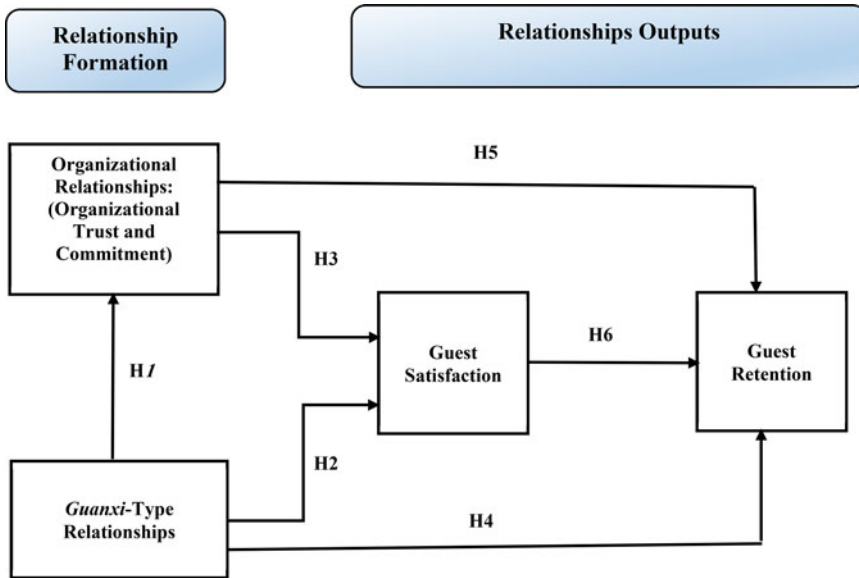 Relationship
Formation
Relationships Outputs
Organizational
Relationships:
(Organizational
Trust and
Commitment)
H5
H3
Guest
Satisfaction
H6
Guest
Retention
H1
H2
Guanxi-Type
Relationships
H4